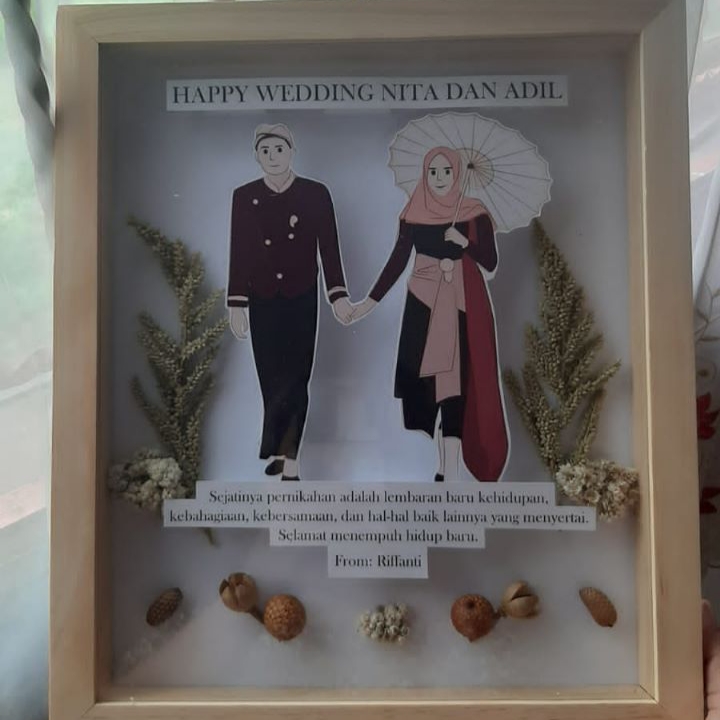 HAPPY WEDDING NITA DAN ADIL
Sejatinya pernikahan adalah lembaran baru kehidupan,
kebahagiaan, kebersamaan, dan hal-hal baik lainnya yang menyertai.
Selamat menempuh hidup baru.
From: Riffanti